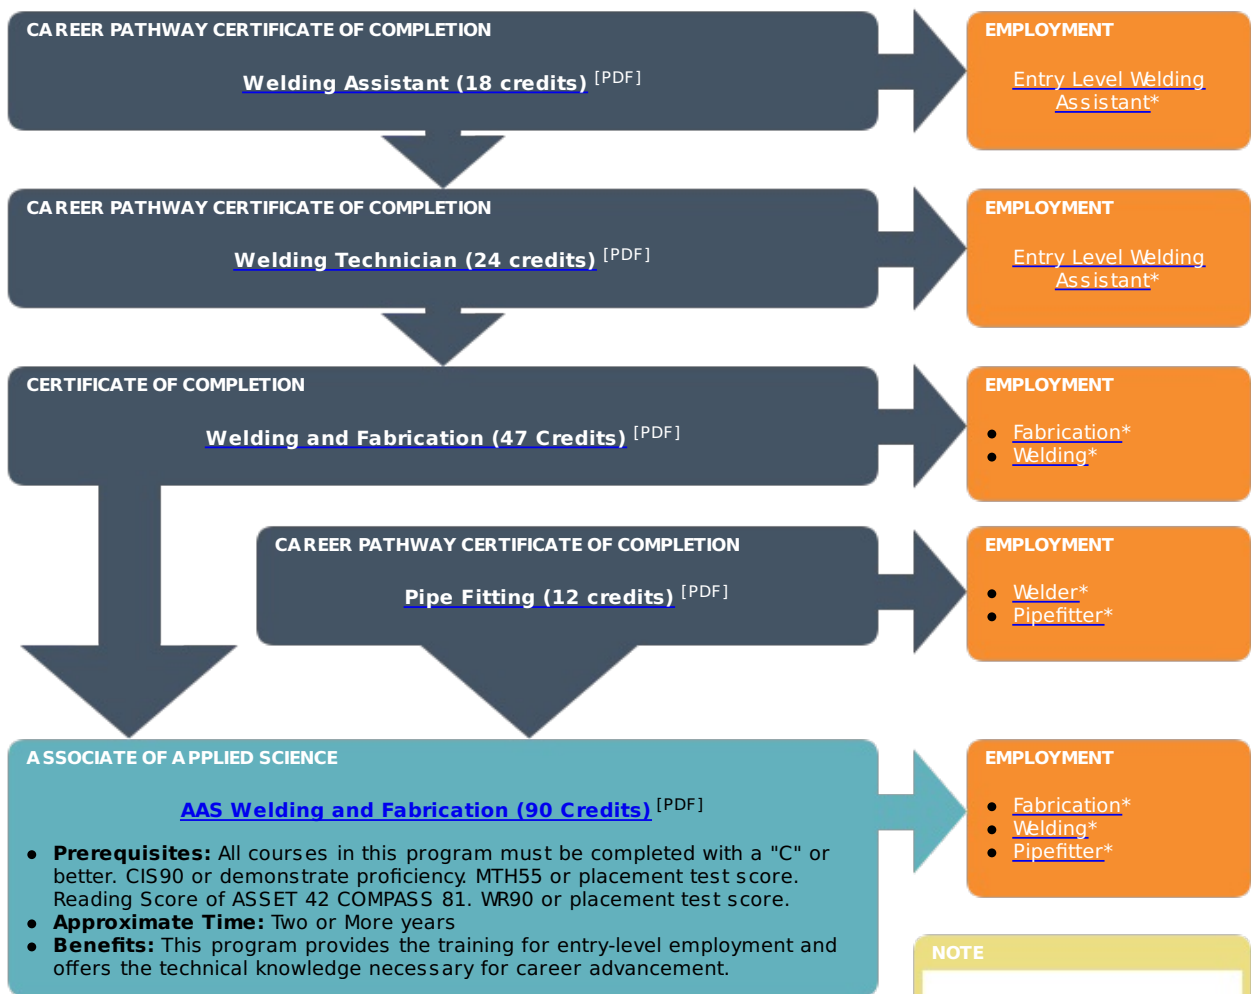 CAREER PATHWAY CERTIFICATE OF COMPLETION
Welding Assistant (18 credits) [PDF]
EMPLOYMENT
Entry Level Welding
Assistant*
CAREER PATHWAY CERTIFICATE OF COMPLETION
Welding Technician (24 credits) [PDF]
EMPLOYMENT
Entry Level Welding
Assistant*
CERTIFICATE OF COMPLETION
Welding and Fabrication (47 Credits) [PDF]
EMPLOYMENT
● Fabrication*
● Welding*
CAREER PATHWAY CERTIFICATE OF COMPLETION
Pipe Fitting (12 credits) [PDF]
EMPLOYMENT
● Welder*
● Pipefitter*
ASSOCIATE OF APPLIED SCIENCE
AAS Welding and Fabrication (90 Credits) [PDF]
● Prerequisites: All courses in this program must be completed with a "C" or
better. CIS90 or demonstrate proficiency. MTH55 or placement test score.
Reading Score of ASSET 42 COMPASS 81. WR90 or placement test score.
● Approximate Time: Two or More years
● Benefits: This program provides the training for entry-level employment and
offers the technical knowledge necessary for career advancement.
EMPLOYMENT
● Fabrication*
● Welding*
● Pipefitter*
NOTE